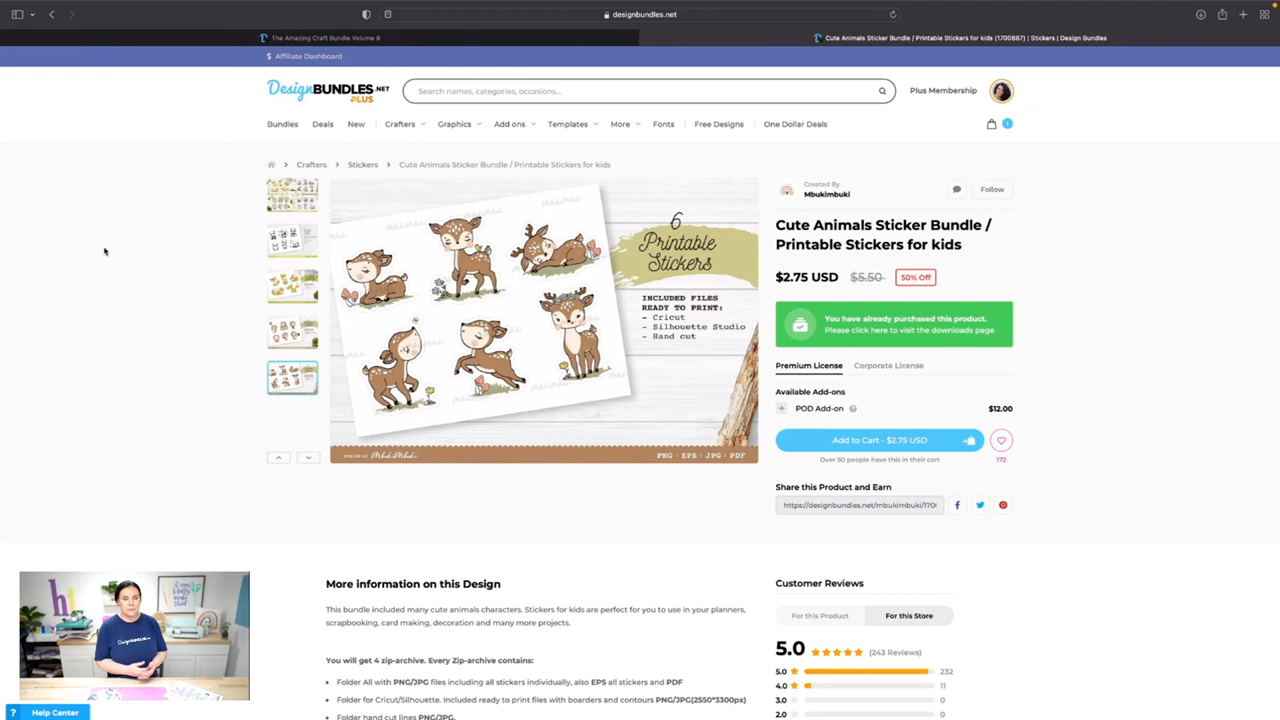 designbundles.net
The Amazing Craft Bundle Volume 9
Cute Animals Sticker Bundle / Printable Stickers for kids (1700887) | Stickers | Design Bundles
$ Affiliate Dashboard
Design BUNDLES.NET
PLUS
Search names, categories, occasions...
Plus Membership
Bundles Deals New Crafters Graphics Add ons Templates More Fonts Free Designs One Dollar Deals
1
Crafters Stickers Cute Animals Sticker Bundle / Printable Stickers for kids
6
Printable
Stickers
INCLUDED FILES
READY TO PRINT:
- Cricut
- Silhouette Studio
- Hand cut
DESIGN BY MbukiMbuki
PNG | EPS | JPG | PDF
Created By
Mbukimbuki
Follow
Cute Animals Sticker Bundle /
Printable Stickers for kids
$2.75 USD $5.50 50% Off
You have already purchased this product.
Please click here to visit the downloads page
Premium License Corporate License
Available Add-ons
+ POD Add-on ? $12.00
Add to Cart - $2.75 USD
Over 50 people have this in their cart
172
Share this Product and Earn
https://designbundles.net/mbukimbuki/170
More information on this Design
This bundle included many cute animals characters. Stickers for kids are perfect for you to use in your planners,
scrapbooking, card making, decoration and many more projects.
You will get 4 zip-archive. Every Zip-archive contains:
Folder All with PNG/JPG files including all stickers individually, also EPS all stickers and PDF
Folder for Cricut/Silhouette. Included ready to print files with boarders and contours PNG/JPG(2550*3300px)
Folder hand cut lines PNG/JPG.
Customer Reviews
For this Product For this Store
5.0 (243 Reviews)
5.0 232
4.0 11
3.0 0
2.0 0
hi
? Help Center